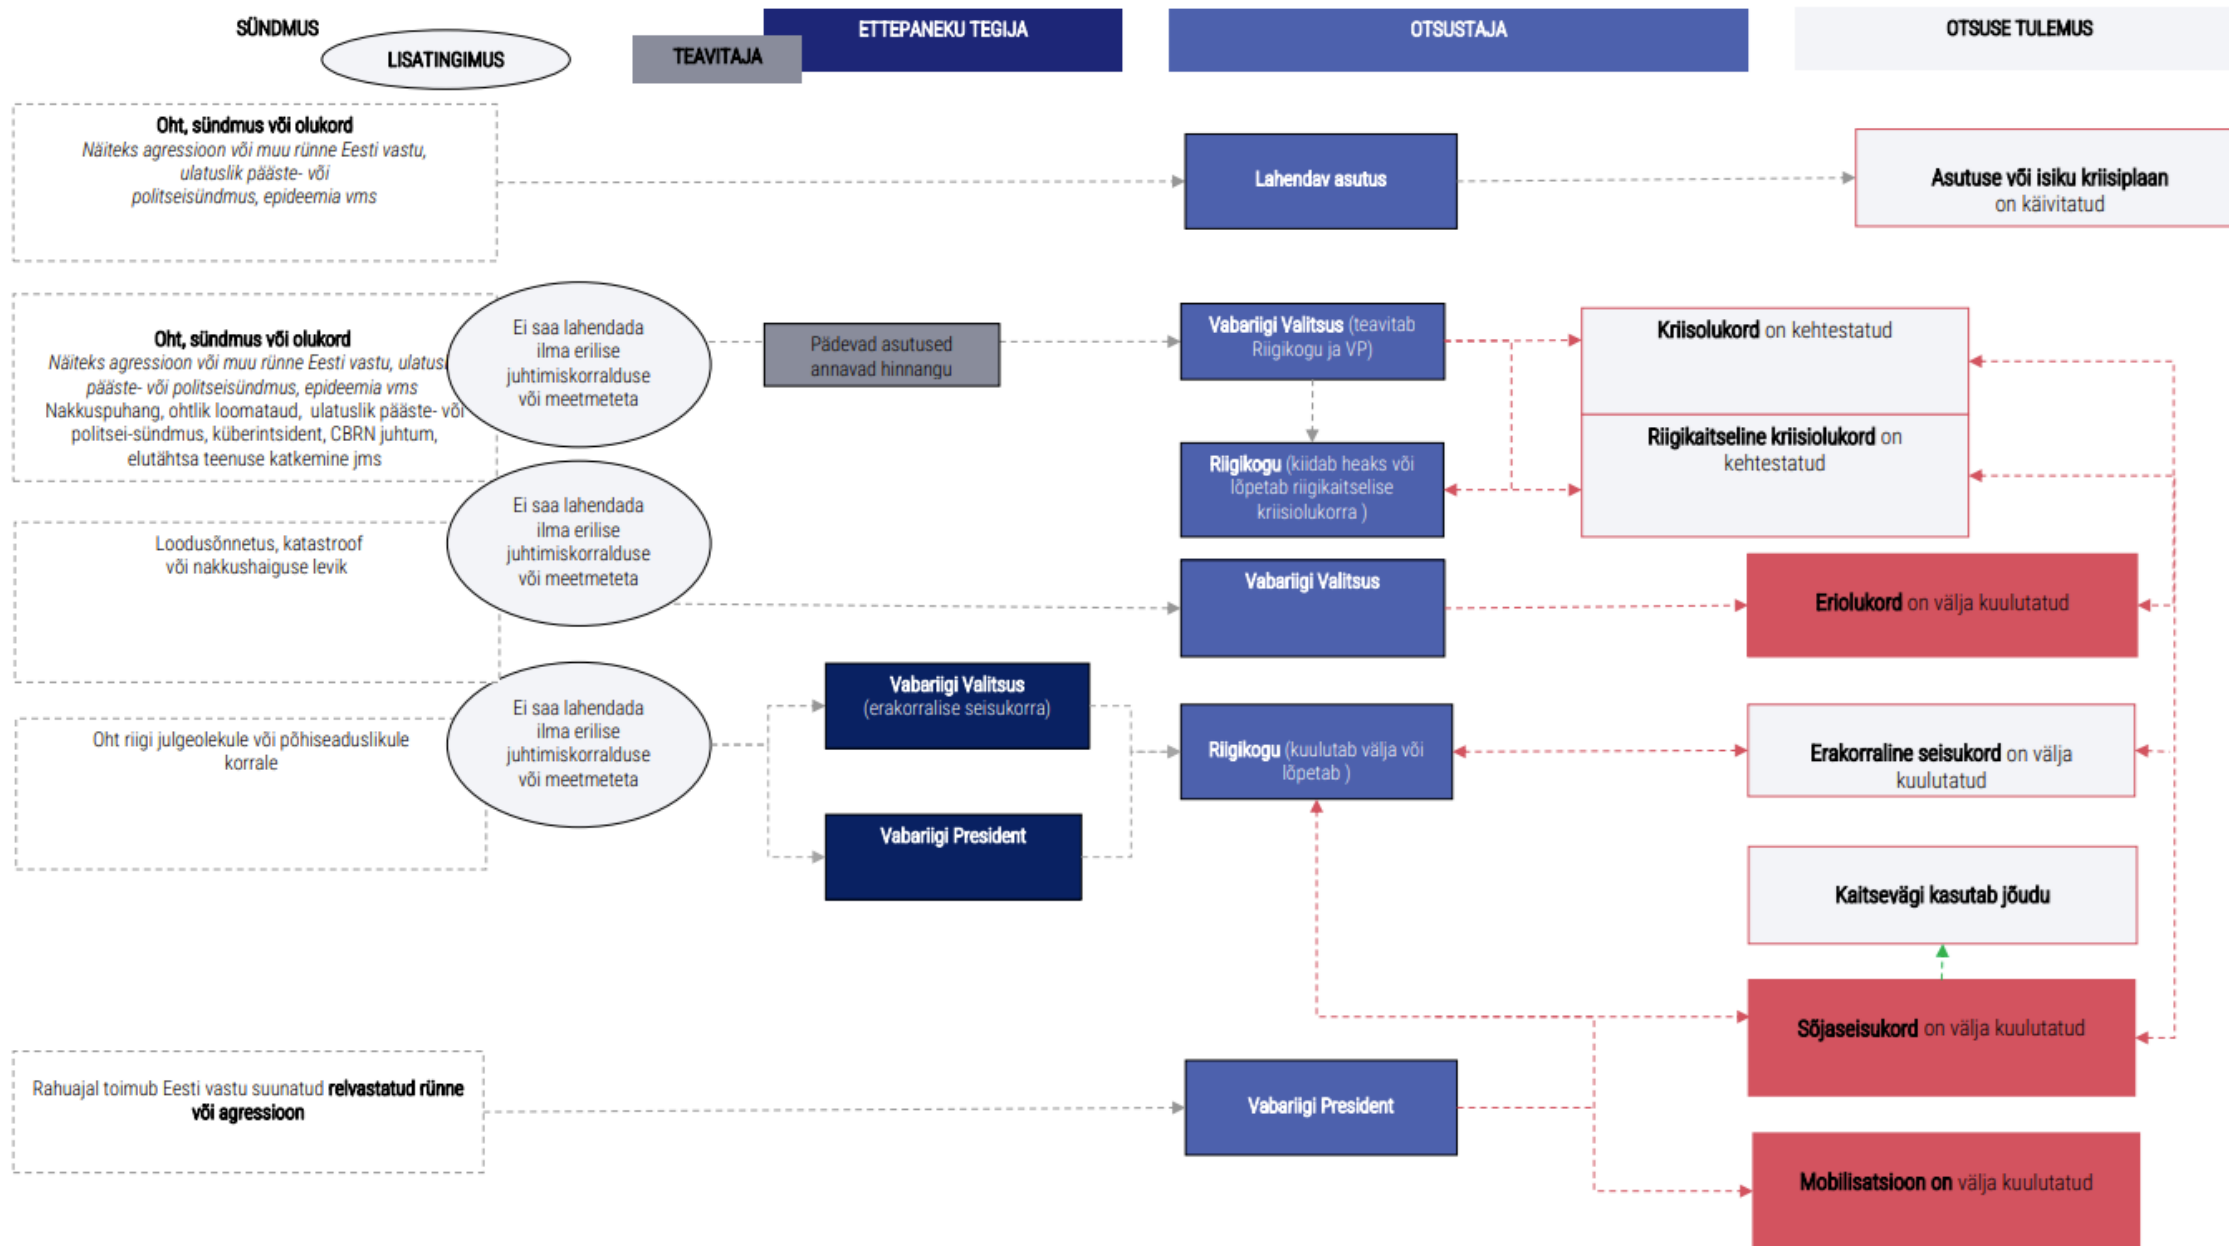 SÜNDMUS
LISATINGIMUS
TEAVITAJA
ETTEPANEKU TEGIJA
OTSUSTAJA
OTSUSE TULEMUS
Oht, sündmus või olukord
Näiteks agressioon või muu rünne Eesti vastu,
ulatuslik pääste- või
politseisündmus, epideemia vms
Lahendav asutus
Asutuse või isiku kriisiplaan
on käivitatud
Oht, sündmus või olukord
Näiteks agressioon või muu rünne Eesti vastu,
pääste- või politseisündmus, epideemia vms
Nakkuspuhang, ohtlik loomataud, ulatuslik pääste- või
politsei-sündmus, küberintsident, CBRN juhtum,
elutähtsa teenuse katkemine jms
Ei saa lahendada
ilma erilise
juhtimiskorralduse
või meetmeteta
Pädevad asutused
annavad hinnangu
Vabariigi Valitsus (teavitab
Riigikogu ja VP)
Kriisolukord on kehtestatud
Riigikogu (kiidab heaks või
lõpetab riigikaitselise
kriisiolukorra )
Riigikaitseline kriisiolukord on
kehtestatud
Loodusõnnetus, katastroof
või nakkushaiguse levik
Ei saa lahendada
ilma erilise
juhtimiskorralduse
või meetmeteta
Vabariigi Valitsus
Eriolukord on välja kuulutatud
Oht riigi julgeolekule või põhiseaduslikule
korrale
Ei saa lahendada
ilma erilise
juhtimiskorralduse
või meetmeteta
Vabariigi Valitsus
(erakorralise seisukorra)
Vabariigi President
Riigikogu (kuulutab välja või
lõpetab )
Erakorraline seisukord on välja
kuulutatud
Kaitsevägi kasutab jõudu
Sõjaseisukord on välja kuulutatud
Rahuajal toimub Eesti vastu suunatud relvastatud rünne
või agressioon
Vabariigi President
Mobilisatsioon on välja kuulutatud